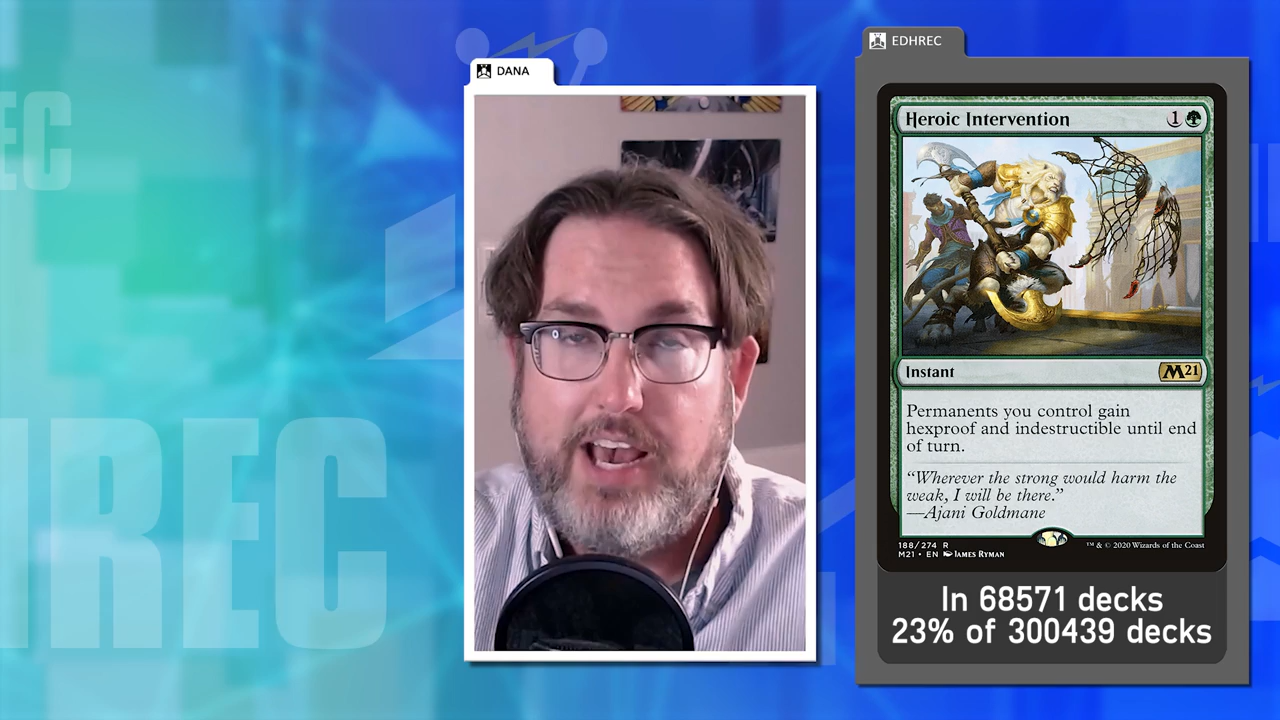 EC
REC
DANA
EDHREC
Heroic Intervention 1
Instant M21
Permanents you control gain
hexproof and indestructible until end
of turn.
“Wherever the strong would harm the
weak, I will be there.”
—Ajani Goldmane
188/274 R
M21 • EN JAMES RYMAN
™ & © 2020 Wizards of the Coast
In 68571 decks
23% of 300439 decks